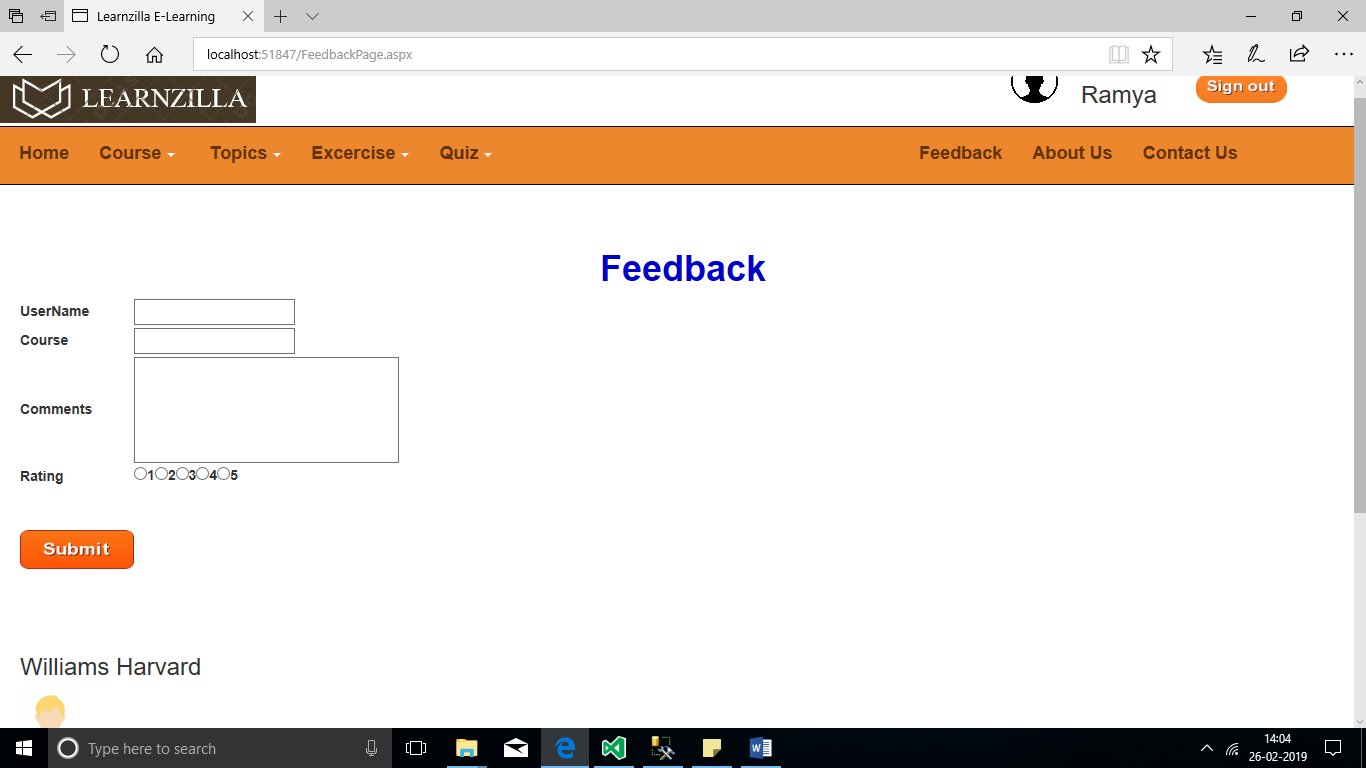 Learnzilla E-Learning
localhost:51847/FeedbackPage.aspx
LEARNZILLA
Ramya
Sign out
Home Course Topics Excercise Quiz Feedback About Us Contact Us
Feedback
UserName
Course
Comments
Rating 1 2 3 4 5
Submit
Williams Harvard
Type here to search
14:04
26-02-2019